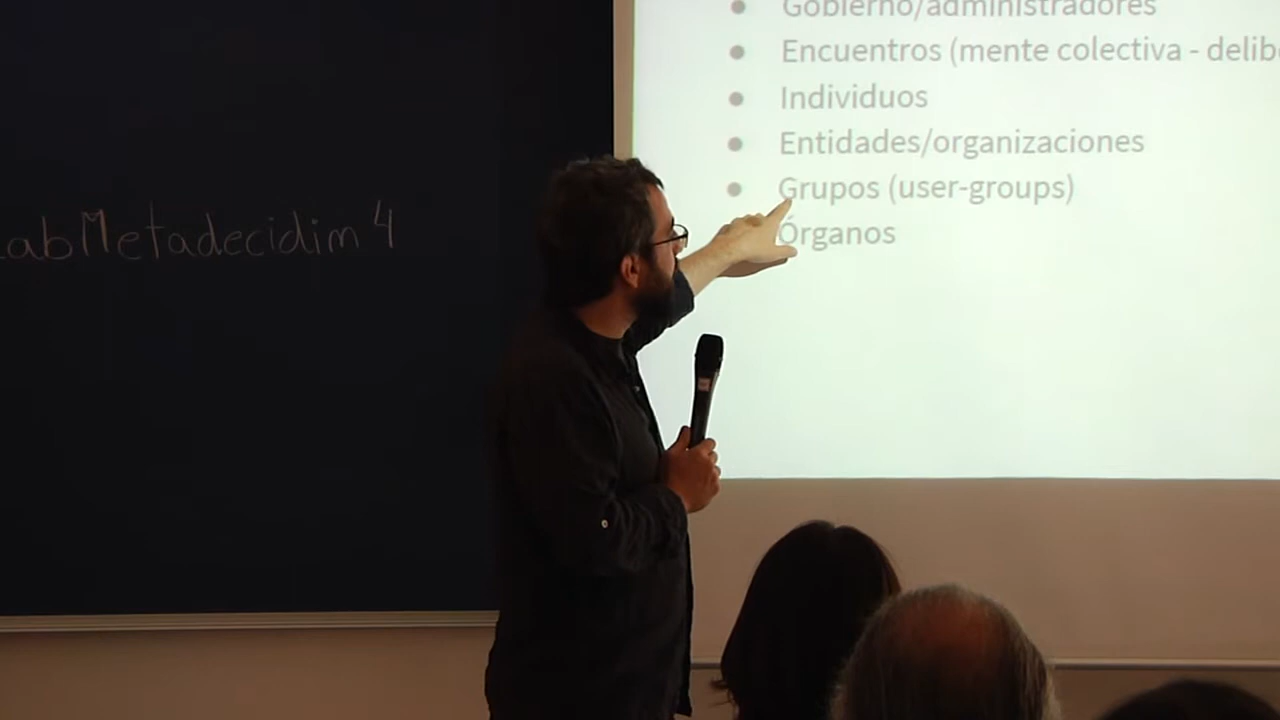 Gobierno/administradores
Encuentros (mente colectiva - delib
Individuos
Entidades/organizaciones
Grupos (user-groups)
Órganos
abMetadecidim 4